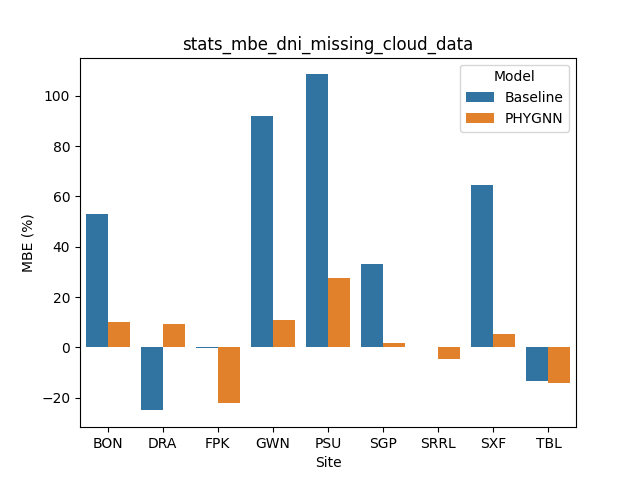 stats_mbe_dni_missing_cloud_data
Model
Baseline
PHYGNN
MBE (%)
100
80
60
40
20
0
−20
BON DRA FPK GWN PSU SGP SRRL SXF TBL
Site